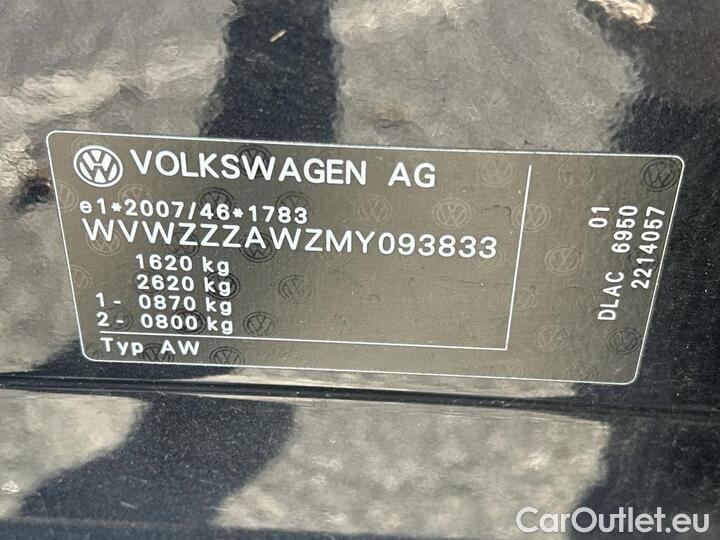 VOLKSWAGEN AG
e1*2007/46*1783
WVWZZZAWZMY093833
1620 kg
2620 kg
1- 0870 kg
2- 0800 kg
Typ AW
01
DLAC 6950
2214057
CarOutlet.eu